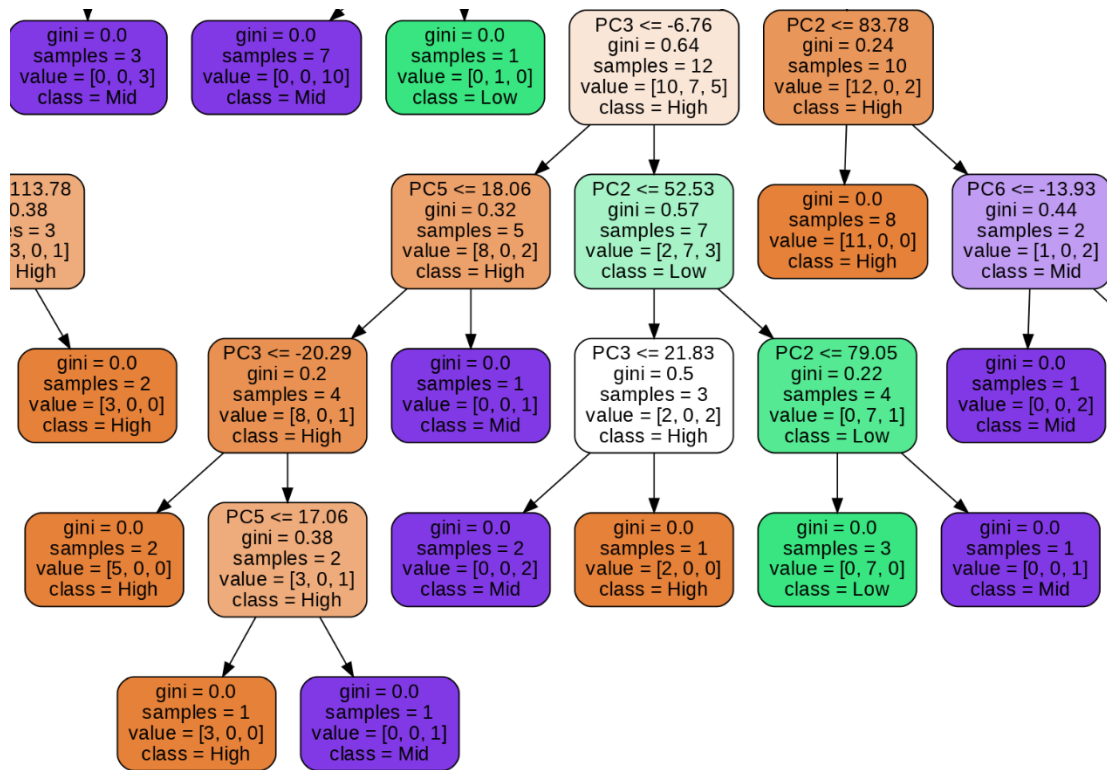 gini = 0.0
samples = 3
value = [0, 0, 3]
class = Mid
gini = 0.0
samples = 7
value = [0, 0, 10]
class = Mid
gini = 0.0
samples = 1
value = [0, 1, 0]
class = Low
PC3 <= -6.76
gini = 0.64
samples = 12
value = [10, 7, 5]
class = High
PC2 <= 83.78
gini = 0.24
samples = 10
value = [12, 0, 2]
class = High
113.78
0.38
es = 3
3, 0, 1]
High
PC5 <= 18.06
gini = 0.32
samples = 5
value = [8, 0, 2]
class = High
PC2 <= 52.53
gini = 0.57
samples = 7
value = [2, 7, 3]
class = Low
gini = 0.0
samples = 8
value = [11, 0, 0]
class = High
PC6 <= -13.93
gini = 0.44
samples = 2
value = [1, 0, 2]
class = Mid
gini = 0.0
samples = 2
value = [3, 0, 0]
class = High
PC3 <= -20.29
gini = 0.2
samples = 4
value = [8, 0, 1]
class = High
gini = 0.0
samples = 1
value = [0, 0, 1]
class = Mid
PC3 <= 21.83
gini = 0.5
samples = 3
value = [2, 0, 2]
class = High
PC2 <= 79.05
gini = 0.22
samples = 4
value = [0, 7, 1]
class = Low
gini = 0.0
samples = 1
value = [0, 0, 2]
class = Mid
gini = 0.0
samples = 2
value = [5, 0, 0]
class = High
PC5 <= 17.06
gini = 0.38
samples = 2
value = [3, 0, 1]
class = High
gini = 0.0
samples = 2
value = [0, 0, 2]
class = Mid
gini = 0.0
samples = 1
value = [2, 0, 0]
class = High
gini = 0.0
samples = 3
value = [0, 7, 0]
class = Low
gini = 0.0
samples = 1
value = [0, 0, 1]
class = Mid
gini = 0.0
samples = 1
value = [3, 0, 0]
class = High
gini = 0.0
samples = 1
value = [0, 0, 1]
class = Mid